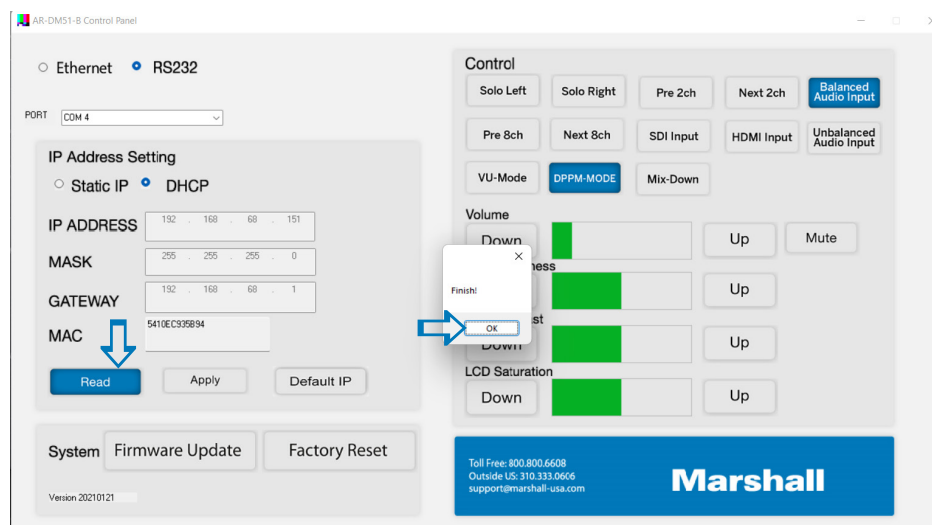 AR-DM51-B Control Panel
Ethernet
RS232
PORT
COM 4
IP Address Setting
Static IP
DHCP
IP ADDRESS
192 . 168 . 68 . 151
MASK
255 . 255 . 255 . 0
GATEWAY
192 . 168 . 68 . 1
MAC
5410EC935B94
Read
Apply
Default IP
System
Firmware Update
Factory Reset
Version 20210121
Control
Solo Left
Solo Right
Pre 2ch
Next 2ch
Balanced
Audio Input
Pre 8ch
Next 8ch
SDI Input
HDMI Input
Unbalanced
Audio Input
VU-Mode
DPPM-MODE
Mix-Down
Volume
Down
Up
Mute
ness
Up
Finish!
OK
st
Down
Up
LCD Saturation
Down
Up
Toll Free: 800.800.6608
Outside US: 310.333.0606
support@marshall-usa.com
Marshall